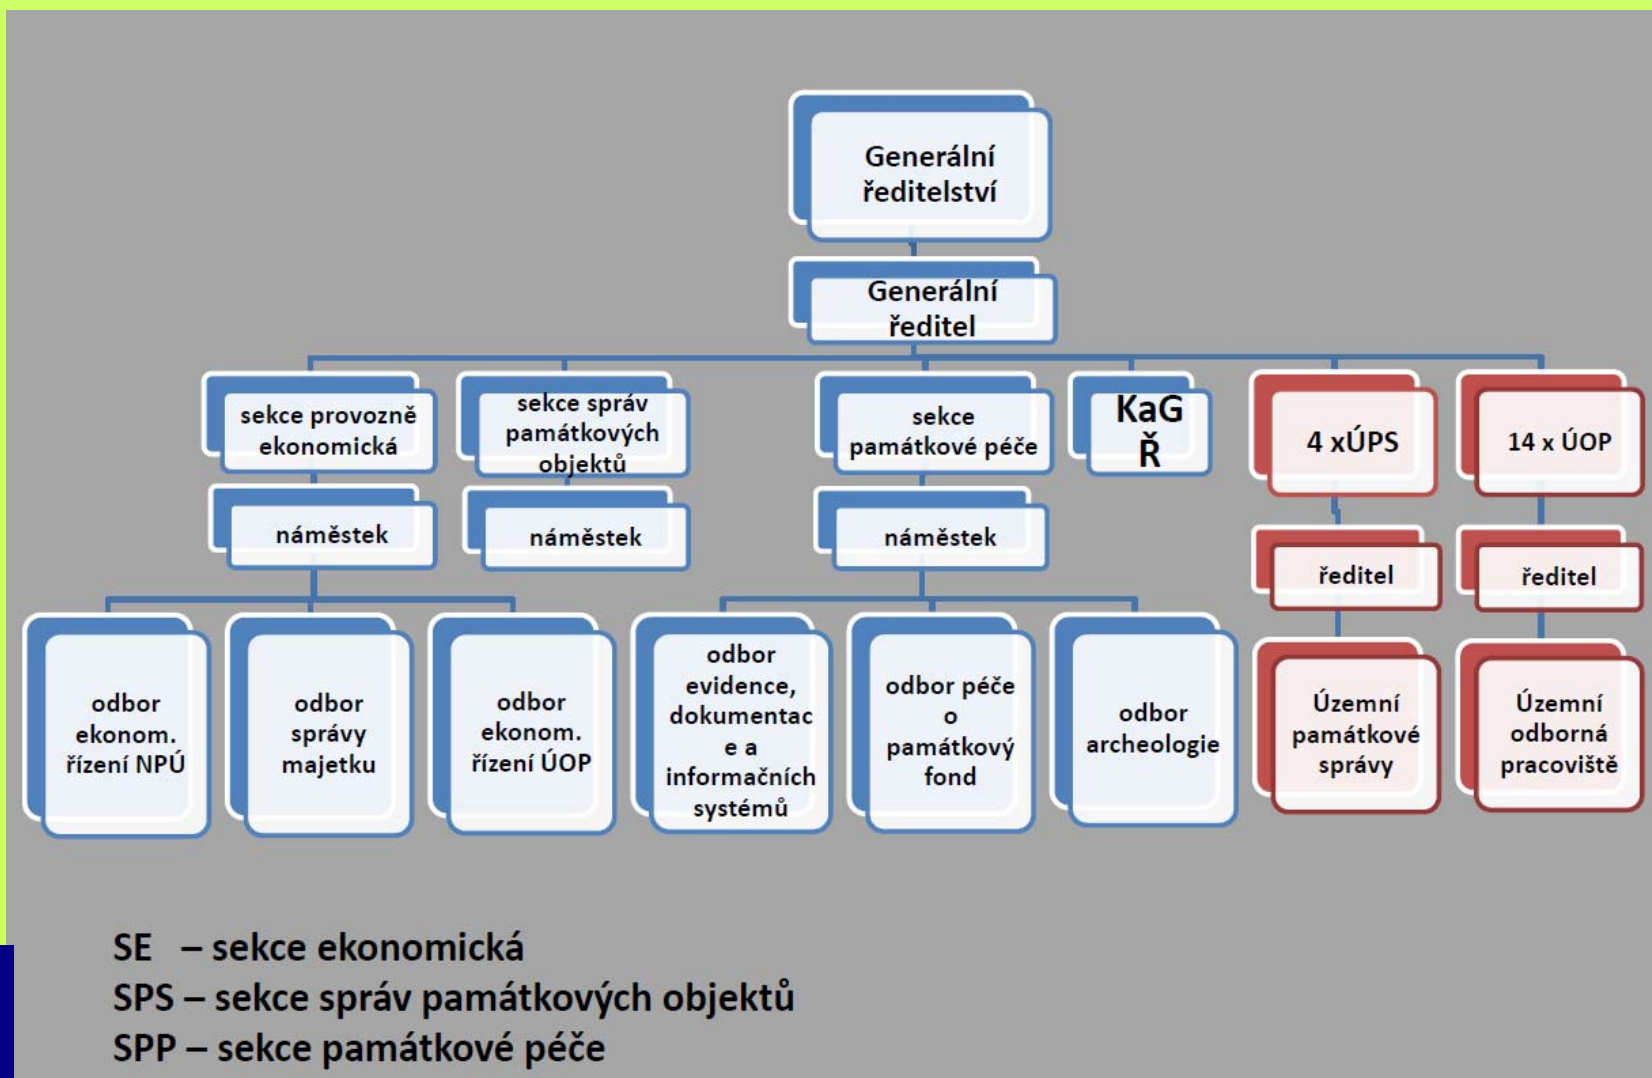 Generální
ředitelství
Generální
ředitel
sekce provozně
ekonomická
sekce správ
památkových
objektů
sekce
památkové péče
KaG
Ř
4 xÚPS
14 x ÚOP
náměstek
náměstek
náměstek
ředitel
ředitel
odbor
ekonom.
řízení NPÚ
odbor
správy
majetku
odbor
ekonom.
řízení ÚOP
odbor
evidence,
dokumentac
e a
informačních
systémů
odbor péče
o
památkový
fond
odbor
archeologie
Územní
památkové
správy
Územní
odborná
pracoviště
SE – sekce ekonomická
SPS – sekce správ památkových objektů
SPP – sekce památkové péče